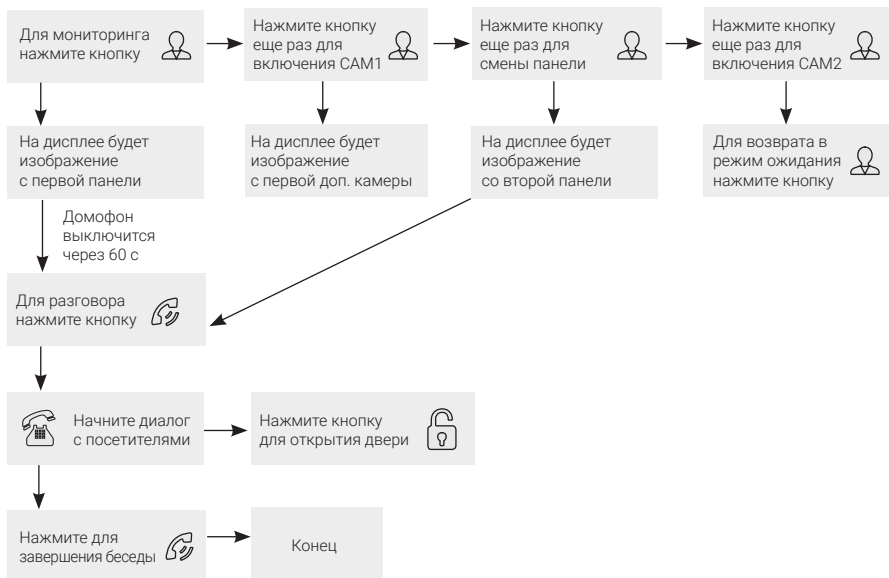 Для мониторинга
нажмите кнопку
Нажмите кнопку
еще раз для
включения CAM1
Нажмите кнопку
еще раз для
смены панели
Нажмите кнопку
еще раз для
включения CAM2
На дисплее будет
изображение
с первой панели
На дисплее будет
изображение
с первой доп. камеры
На дисплее будет
изображение
со второй панели
Для возврата в
режим ожидания
нажмите кнопку
Домофон
выключится
через 60 с
Для разговора
нажмите кнопку
Начните диалог
с посетителями
Нажмите кнопку
для открытия двери
Нажмите для
завершения беседы
Конец